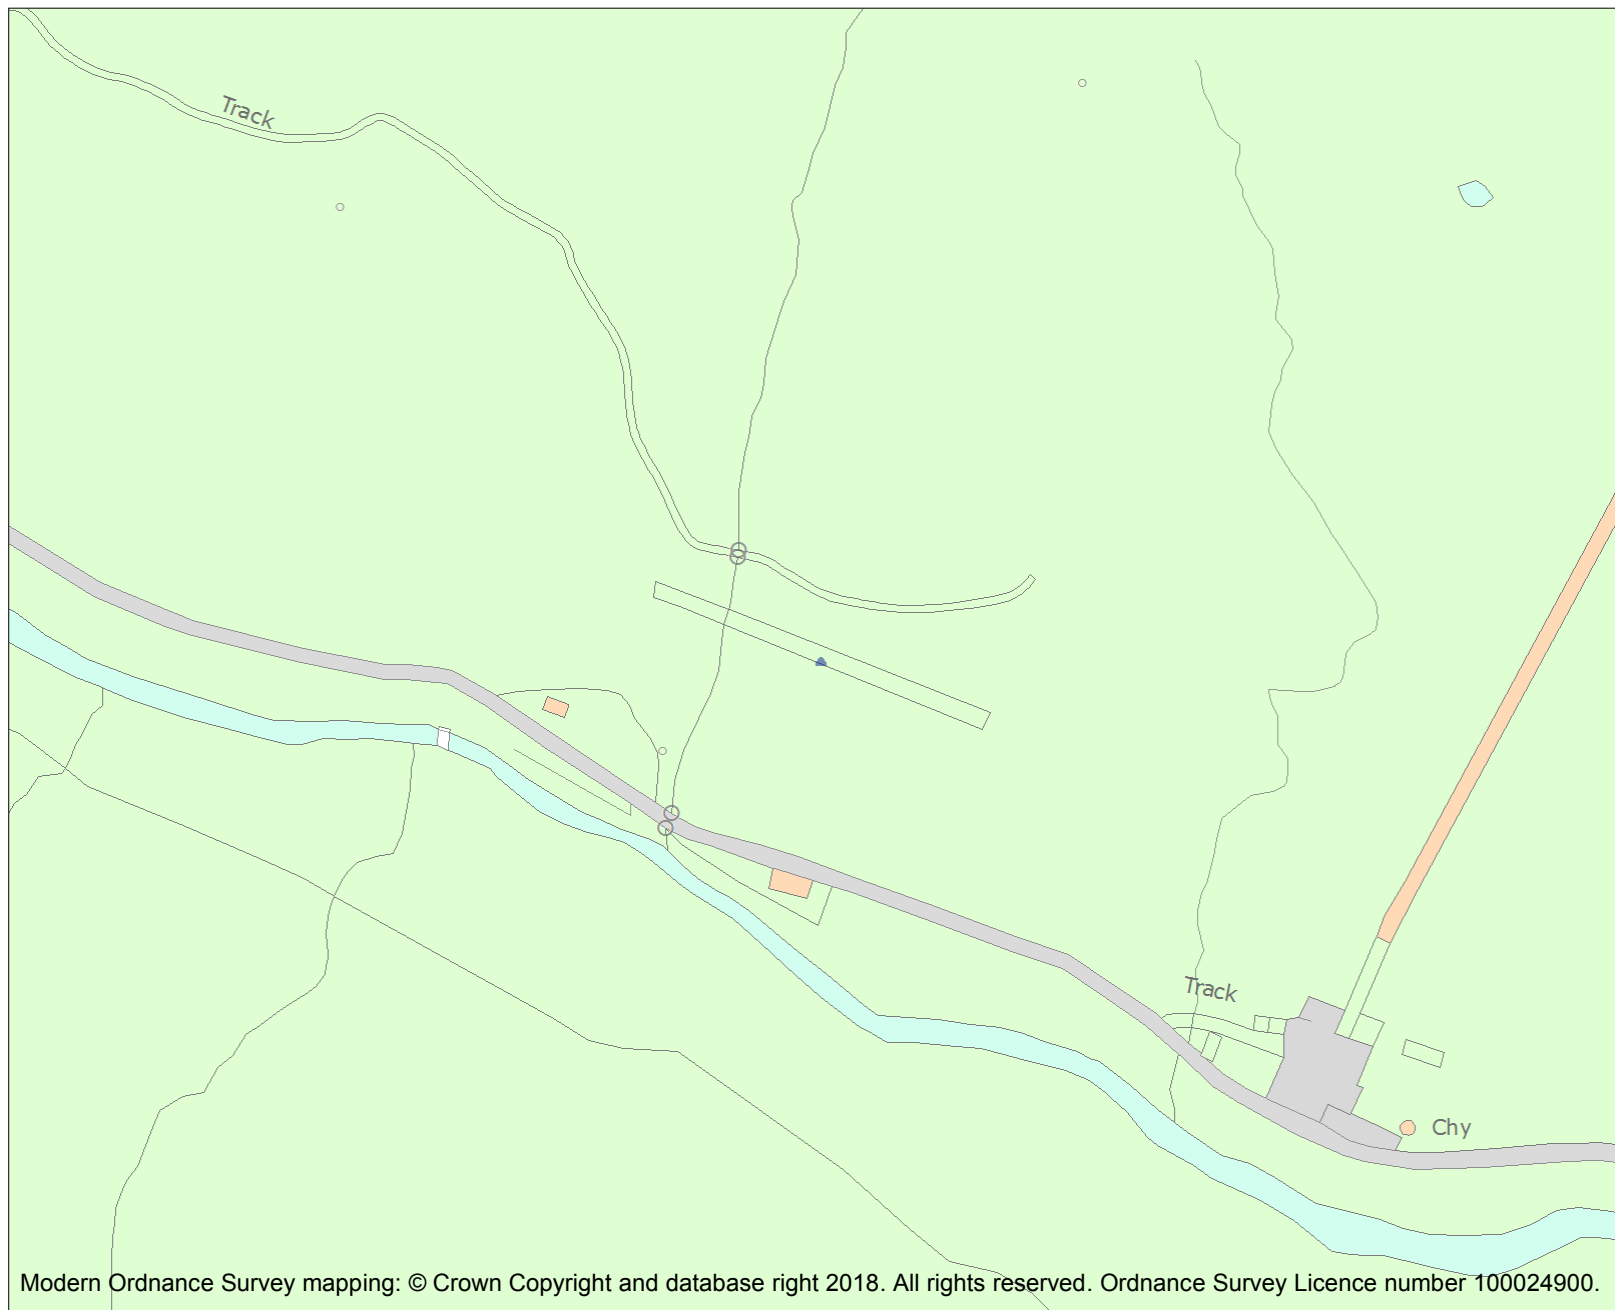 Track
Track
Chy
Modern Ordnance Survey mapping: © Crown Copyright and database right 2018. All rights reserved. Ordnance Survey Licence number 100024900.